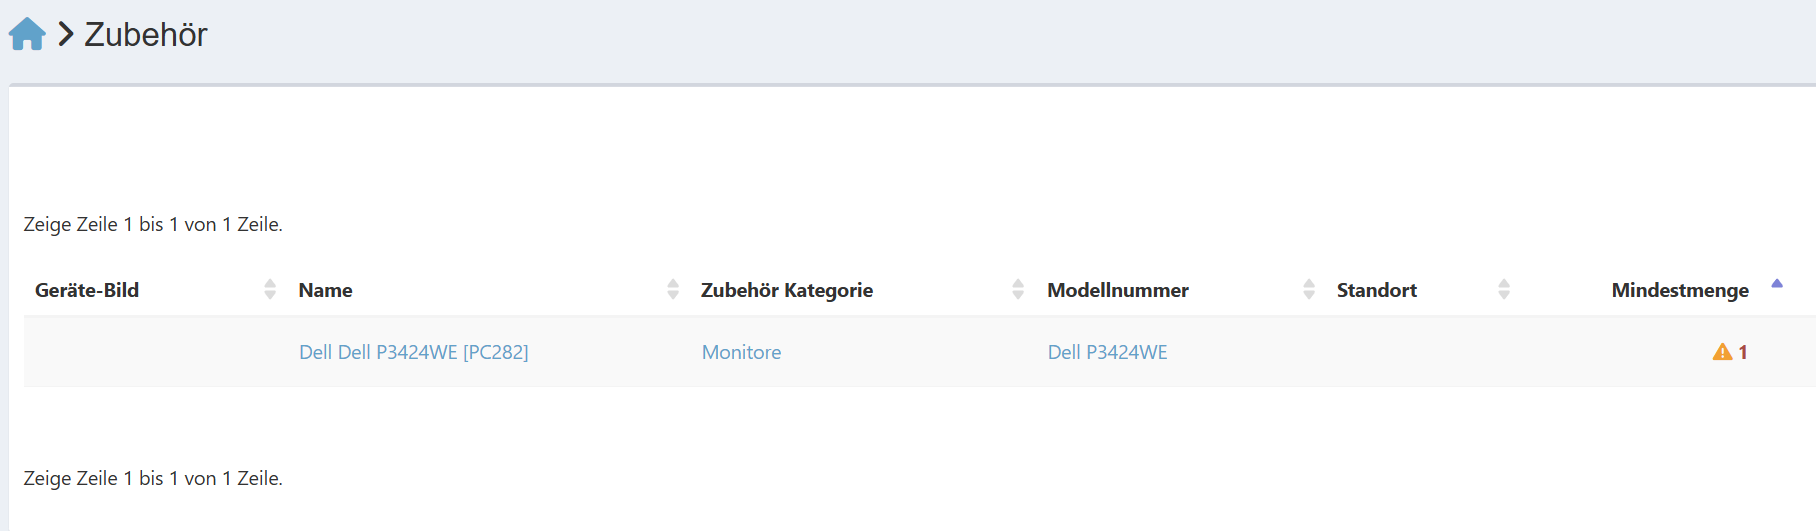 Zubehör
Zeige Zeile 1 bis 1 von 1 Zeile.
Geräte-Bild Name Zubehör Kategorie Modellnummer Standort Mindestmenge
Dell Dell P3424WE [PC282] Monitore Dell P3424WE 1
Zeige Zeile 1 bis 1 von 1 Zeile.